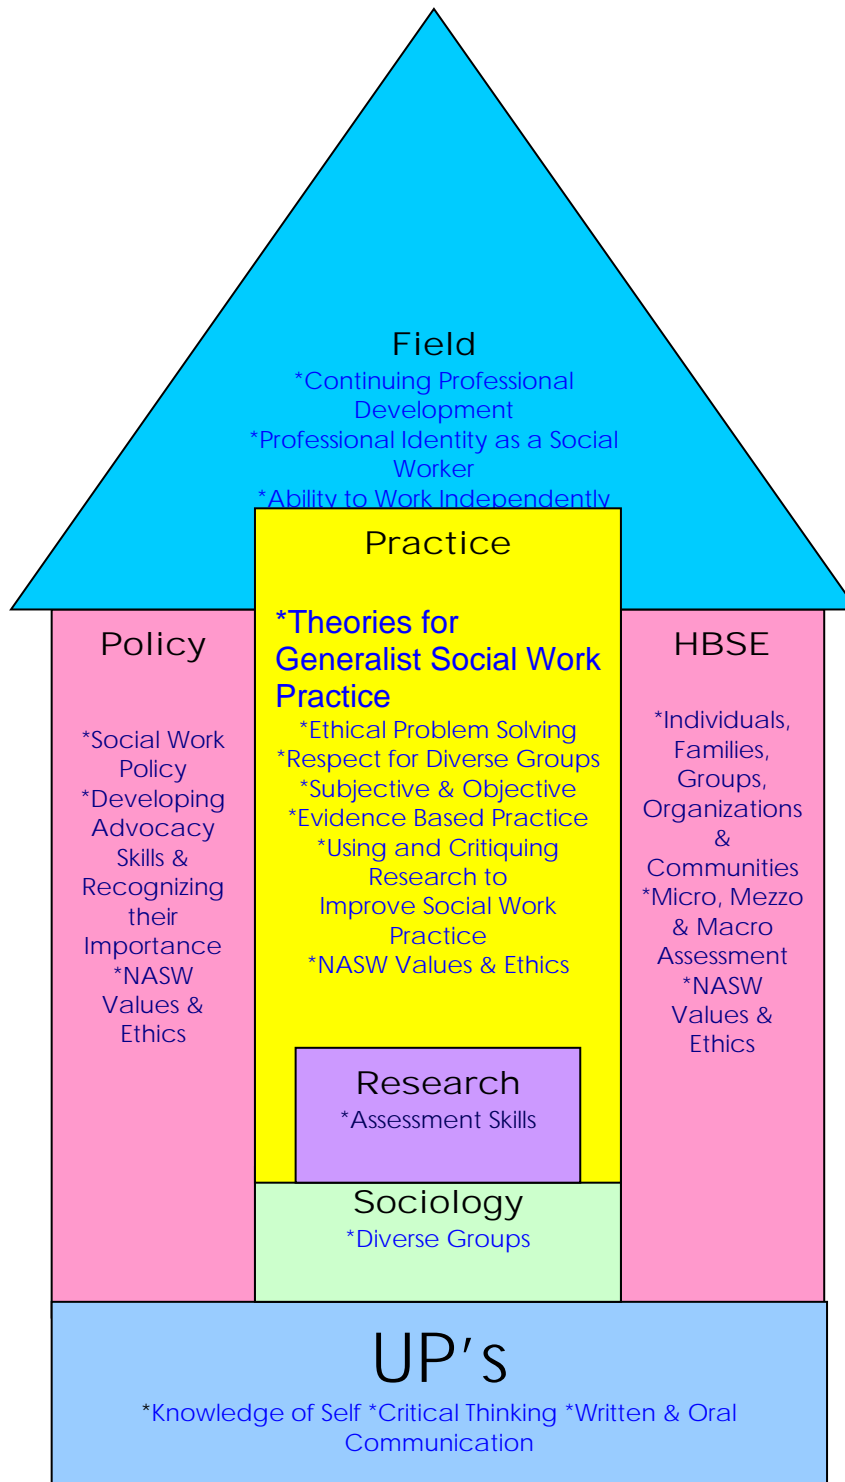 Field
*Continuing Professional
Development
*Professional Identity as a Social
Worker
*Ability to Work Independently
Practice
*Theories for
Generalist Social Work
Practice
*Ethical Problem Solving
*Respect for Diverse Groups
*Subjective & Objective
*Evidence Based Practice
*Using and Critiquing
Research to
Improve Social Work
Practice
*NASW Values & Ethics
Policy
*Social Work
Policy
*Developing
Advocacy
Skills &
Recognizing
their
Importance
*NASW
Values &
Ethics
HBSE
*Individuals,
Families,
Groups,
Organizations
&
Communities
*Micro, Mezzo
& Macro
Assessment
*NASW
Values &
Ethics
Research
*Assessment Skills
Sociology
*Diverse Groups
UP's
*Knowledge of Self *Critical Thinking *Written & Oral
Communication